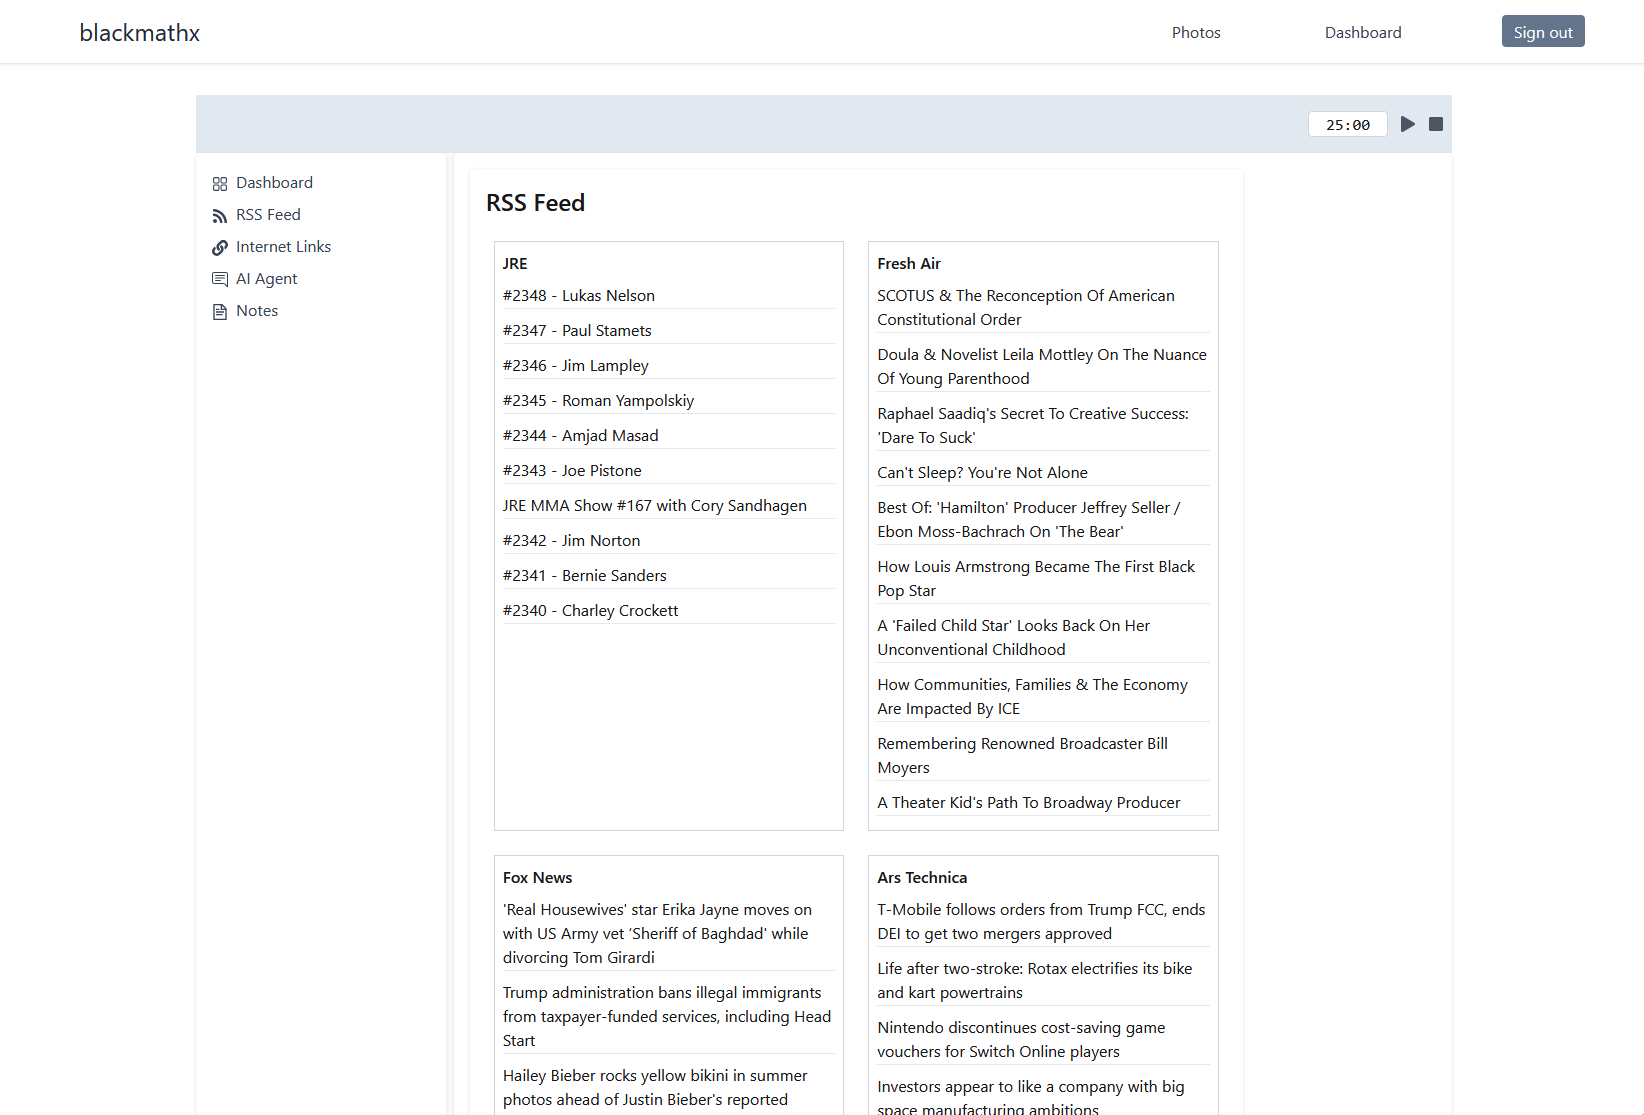 blackmathx
Photos
Dashboard
Sign out
25:00
Dashboard
RSS Feed
Internet Links
AI Agent
Notes
RSS Feed
JRE
#2348 - Lukas Nelson
#2347 - Paul Stamets
#2346 - Jim Lampley
#2345 - Roman Yampolskiy
#2344 - Amjad Masad
#2343 - Joe Pistone
JRE MMA Show #167 with Cory Sandhagen
#2342 - Jim Norton
#2341 - Bernie Sanders
#2340 - Charley Crockett
Fresh Air
SCOTUS & The Reconception Of American
Constitutional Order
Doula & Novelist Leila Mottley On The Nuance
Of Young Parenthood
Raphael Saadiq's Secret To Creative Success:
'Dare To Suck'
Can't Sleep? You're Not Alone
Best Of: 'Hamilton' Producer Jeffrey Seller /
Ebon Moss-Bachrach On 'The Bear'
How Louis Armstrong Became The First Black
Pop Star
A 'Failed Child Star' Looks Back On Her
Unconventional Childhood
How Communities, Families & The Economy
Are Impacted By ICE
Remembering Renowned Broadcaster Bill
Moyers
A Theater Kid's Path To Broadway Producer
Fox News
'Real Housewives' star Erika Jayne moves on
with US Army vet ‘Sheriff of Baghdad' while
divorcing Tom Girardi
Trump administration bans illegal immigrants
from taxpayer-funded services, including Head
Start
Hailey Bieber rocks yellow bikini in summer
photos ahead of Justin Bieber's reported
Ars Technica
T-Mobile follows orders from Trump FCC, ends
DEI to get two mergers approved
Life after two-stroke: Rotax electrifies its bike
and kart powertrains
Nintendo discontinues cost-saving game
vouchers for Switch Online players
Investors appear to like a company with big
space manufacturing ambitions